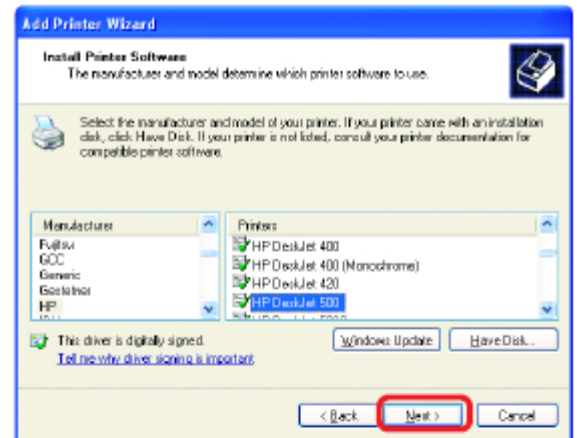 Add Printer Wizard
Install Printer Software
The manufacturer and model determine which printer software to use.
Select the manufacturer and model of your printer. If your printer came with an installation
disk, click Have Disk. If your printer is not listed, consult your printer documentation for
compatible printer software.
Manufacturer
Fujitsu
GCC
Generic
Gestetner
HP
Printers
HP DeskJet 400
HP DeskJet 400 (Monochrome)
HP DeskJet 420
HP DeskJet 500
This driver is digitally signed.
Tell me why driver signing is important
Windows Update
Have Disk...
< Back
Next >
Cancel